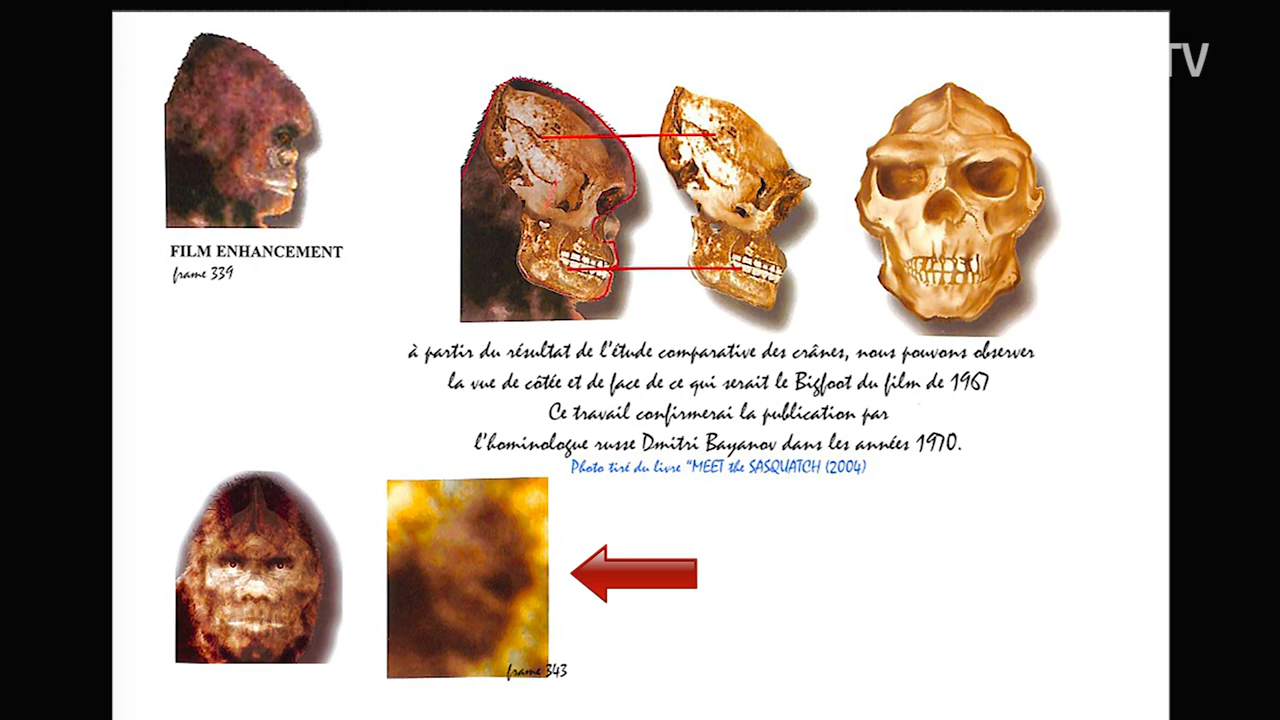 TV
FILM ENHANCEMENT
frame 339
à partir du résultat de l'étude comparative des crânes, nous pouvons observer
la vue de côtée et de face de ce qui serait le Bigfoot du film de 1967
Ce travail confirmerai la publication par
l'hominologue russe Dmitri Bayanov dans les années 1970.
Photo tiré du livre "MEET the SASQUATCH (2004)
frame 343